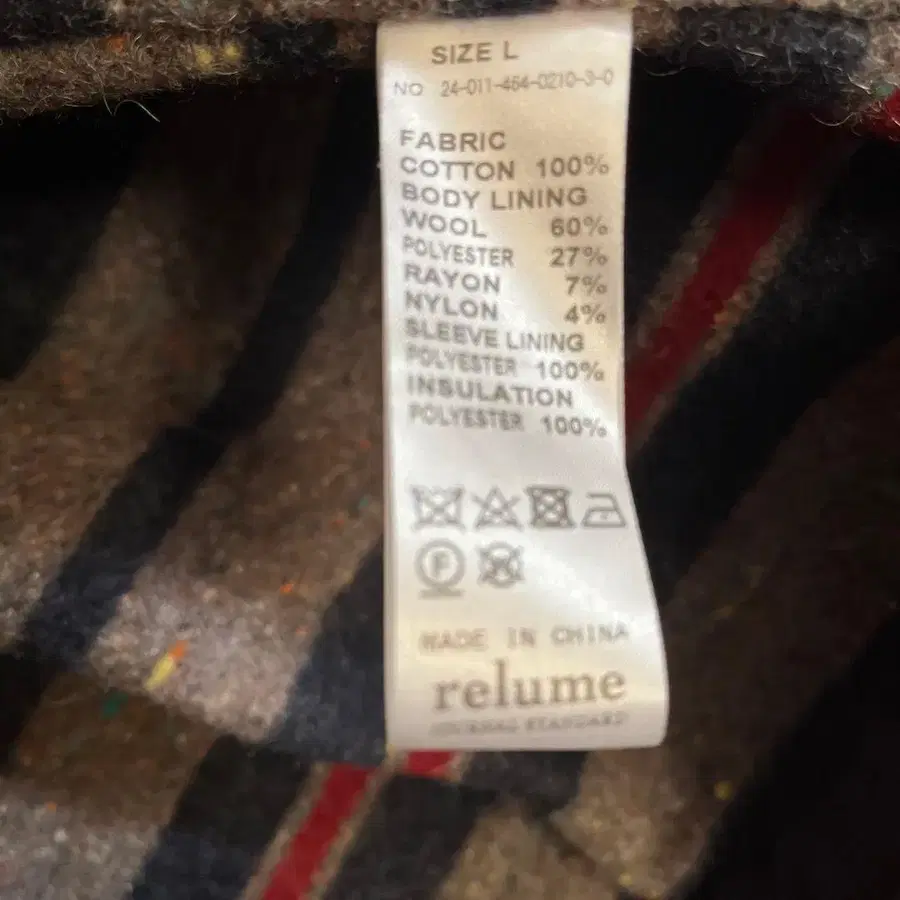 SIZE L
NO 24-011-464-0210-3-0
FABRIC
COTTON 100%
BODY LINING
WOOL 60%
POLYESTER 27%
RAYON 7%
NYLON 4%
SLEEVE LINING
POLYESTER 100%
INSULATION
POLYESTER 100%
F
MADE IN CHINA
relume
JOURNAL STANDARD